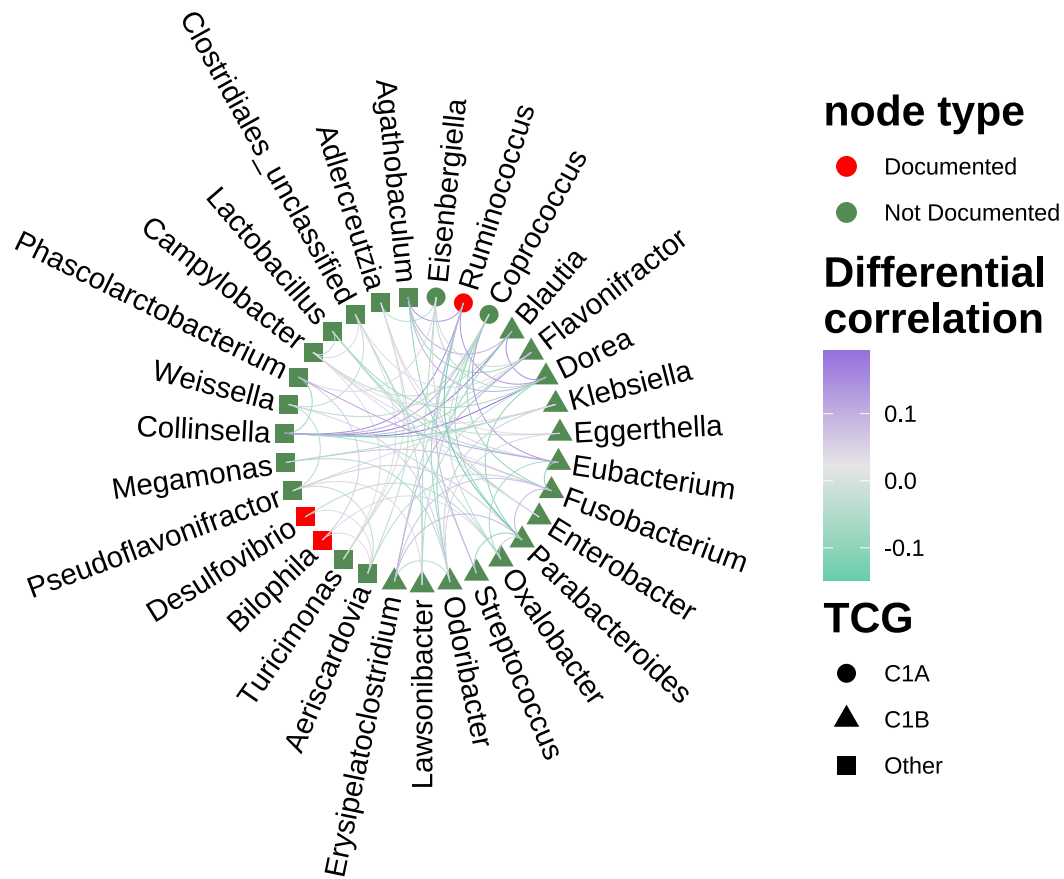 Clostridiales_unclassified
Adlercreutzia
Agathobaculum
Eisenbergiella
Ruminococcus
Coprococcus
Blautia
Flavonifractor
Dorea
Klebsiella
Eggerthella
Eubacterium
Fusobacterium
Enterobacter
Parabacteroides
Oxalobacter
Streptococcus
Odoribacter
Lawsonibacter
Erysipelatoclostridium
Aeriscardovia
Turicimonas
Bilophila
Desulfovibrio
Pseudoflavonifractor
Megamonas
Collinsella
Weissella
Phascolarctobacterium
Campylobacter
Lactobacillus
node type
Documented
Not Documented
Differential
correlation
0.1
0.0
-0.1
TCG
C1A
C1B
Other